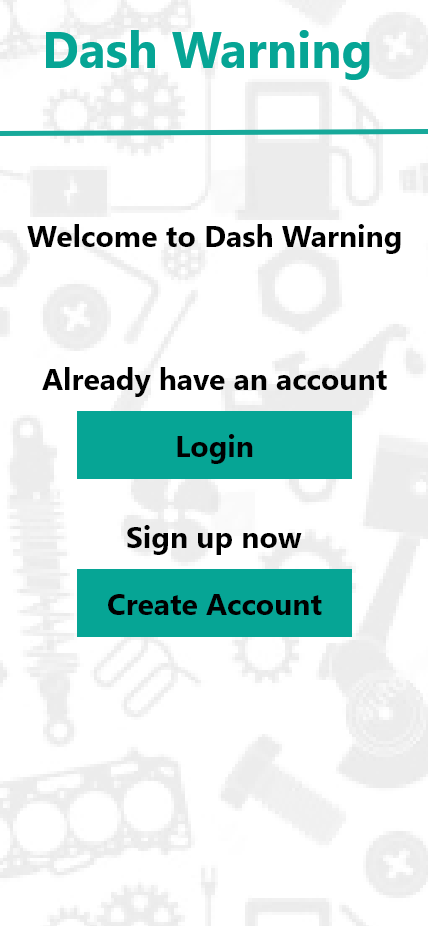 Dash Warning
Welcome to Dash Warning
Already have an account
Login
Sign up now
Create Account